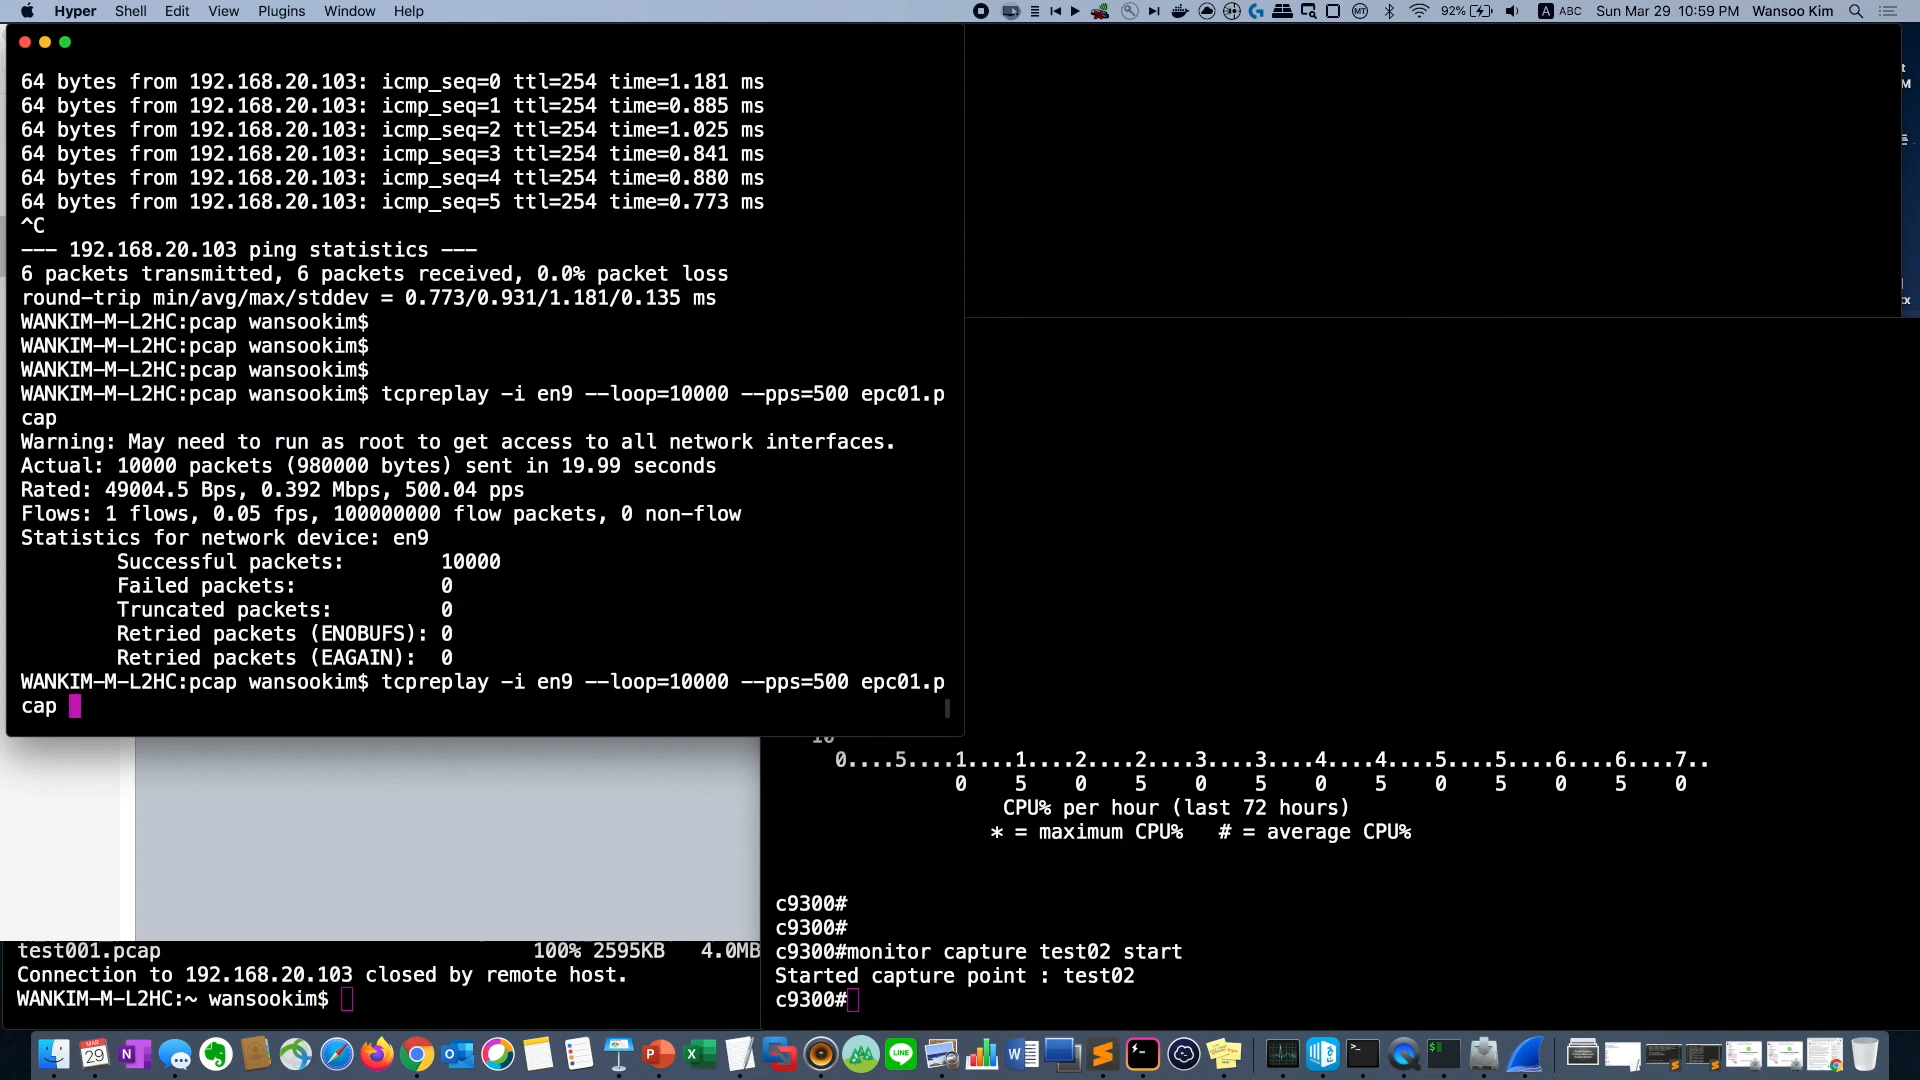 Hyper Shell Edit View Plugins Window Help
92% ABC Sun Mar 29 10:59 PM Wansoo Kim
64 bytes from 192.168.20.103: icmp_seq=0 ttl=254 time=1.181 ms
64 bytes from 192.168.20.103: icmp_seq=1 ttl=254 time=0.885 ms
64 bytes from 192.168.20.103: icmp_seq=2 ttl=254 time=1.025 ms
64 bytes from 192.168.20.103: icmp_seq=3 ttl=254 time=0.841 ms
64 bytes from 192.168.20.103: icmp_seq=4 ttl=254 time=0.880 ms
64 bytes from 192.168.20.103: icmp_seq=5 ttl=254 time=0.773 ms
^C
--- 192.168.20.103 ping statistics ---
6 packets transmitted, 6 packets received, 0.0% packet loss
round-trip min/avg/max/stddev = 0.773/0.931/1.181/0.135 ms
WANKIM-M-L2HC:pcap wansookim$
WANKIM-M-L2HC:pcap wansookim$
WANKIM-M-L2HC:pcap wansookim$
WANKIM-M-L2HC:pcap wansookim$ tcpreplay -i en9 --loop=10000 --pps=500 epc01.p
cap
Warning: May need to run as root to get access to all network interfaces.
Actual: 10000 packets (980000 bytes) sent in 19.99 seconds
Rated: 49004.5 Bps, 0.392 Mbps, 500.04 pps
Flows: 1 flows, 0.05 fps, 100000000 flow packets, 0 non-flow
Statistics for network device: en9
Successful packets: 10000
Failed packets: 0
Truncated packets: 0
Retried packets (ENOBUFS): 0
Retried packets (EAGAIN): 0
WANKIM-M-L2HC:pcap wansookim$ tcpreplay -i en9 --loop=10000 --pps=500 epc01.p
cap
test001.pcap 100% 2595KB 4.0MB
Connection to 192.168.20.103 closed by remote host.
WANKIM-M-L2HC:~ wansookim$
10
0....5....1....1....2....2....3....3....4....4....5....5....6....6....7..
0 5 0 5 0 5 0 5 0 5 0 5 0
CPU% per hour (last 72 hours)
* = maximum CPU% # = average CPU%
c9300#
c9300#
c9300#monitor capture test02 start
Started capture point : test02
c9300#